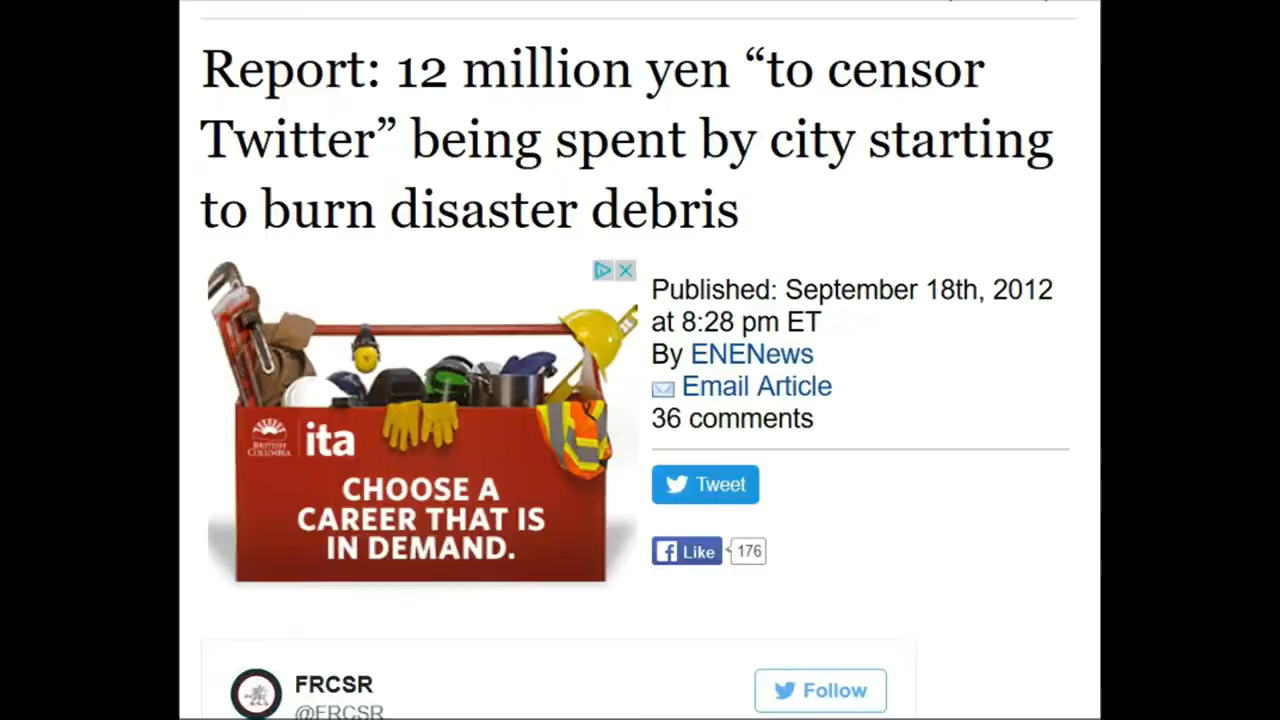 Report: 12 million yen “to censor
Twitter” being spent by city starting
to burn disaster debris
Published: September 18th, 2012
at 8:28 pm ET
By ENENews
Email Article
36 comments
Tweet
Like 176
BRITISH
COLUMBIA
ita
CHOOSE A
CAREER THAT IS
IN DEMAND.
FRCSR
@FRCSR
Follow